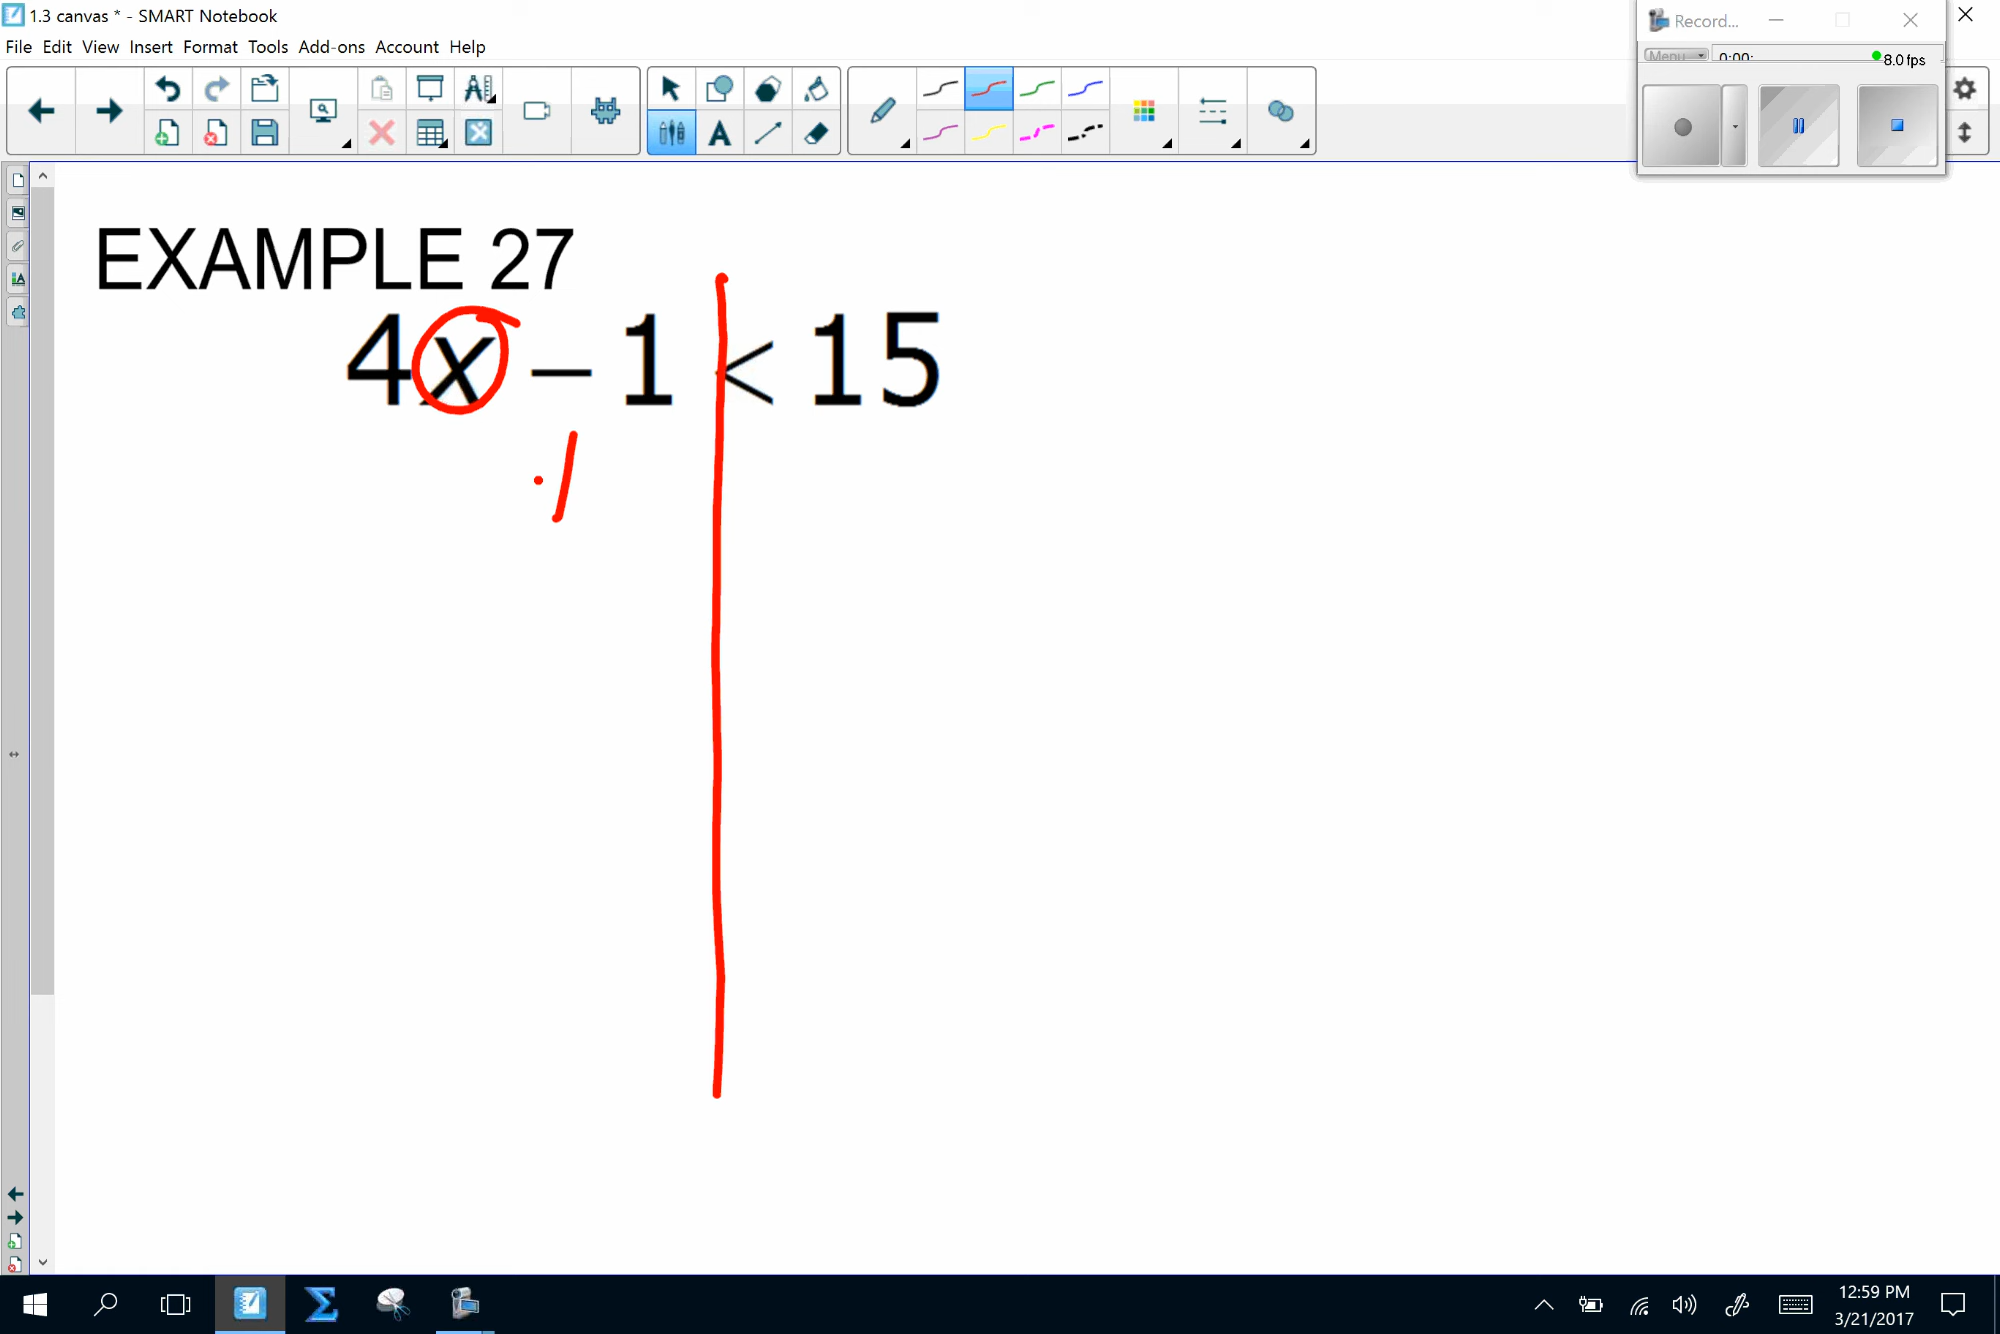 1.3 canvas * - SMART Notebook
File Edit View Insert Format Tools Add-ons Account Help
Record...
Menu
0:00:
8.0 fps
EXAMPLE 27
4x − 1 < 15
12:59 PM
3/21/2017